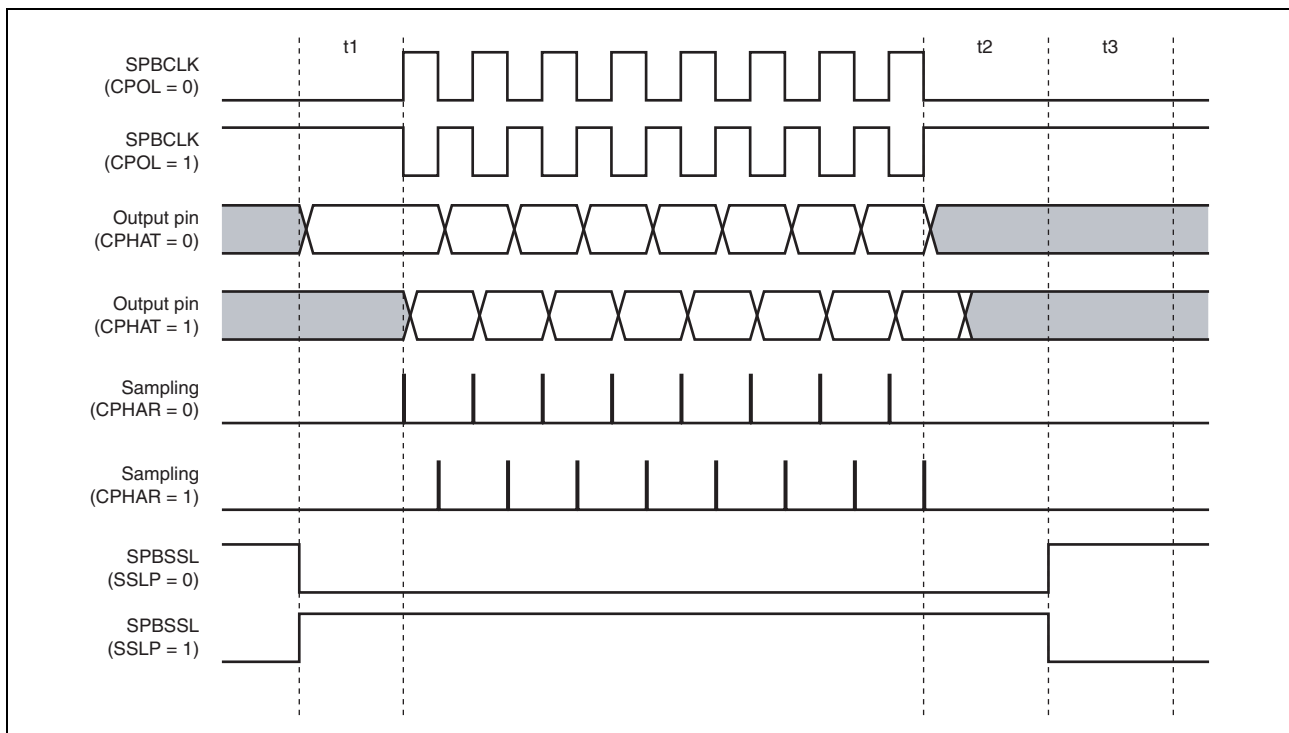 t1
t2
t3
SPBCLK
(CPOL = 0)
SPBCLK
(CPOL = 1)
Output pin
(CPHAT = 0)
Output pin
(CPHAT = 1)
Sampling
(CPHAR = 0)
Sampling
(CPHAR = 1)
SPBSSL
(SSLP = 0)
SPBSSL
(SSLP = 1)